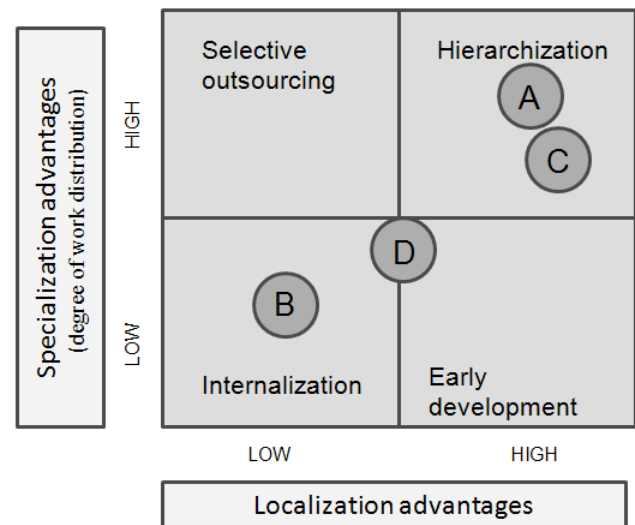 Specialization advantages
(degree of work distribution)
HIGH
LOW
Selective
outsourcing
Hierarchization
A
C
D
B
Internalization
Early
development
LOW
HIGH
Localization advantages